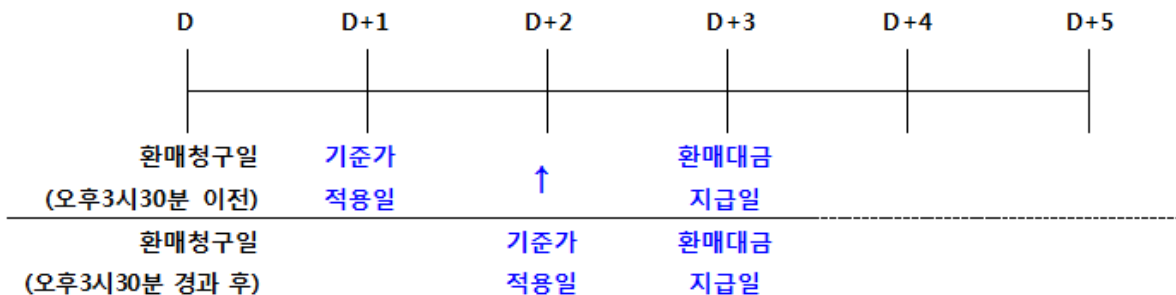 D D+1 D+2 D+3 D+4 D+5
환매청구일 기준가 환매대금
(오후3시30분 이전) 적용일 ↑ 지급일
환매청구일 기준가 환매대금
(오후3시30분 경과 후) 적용일 지급일